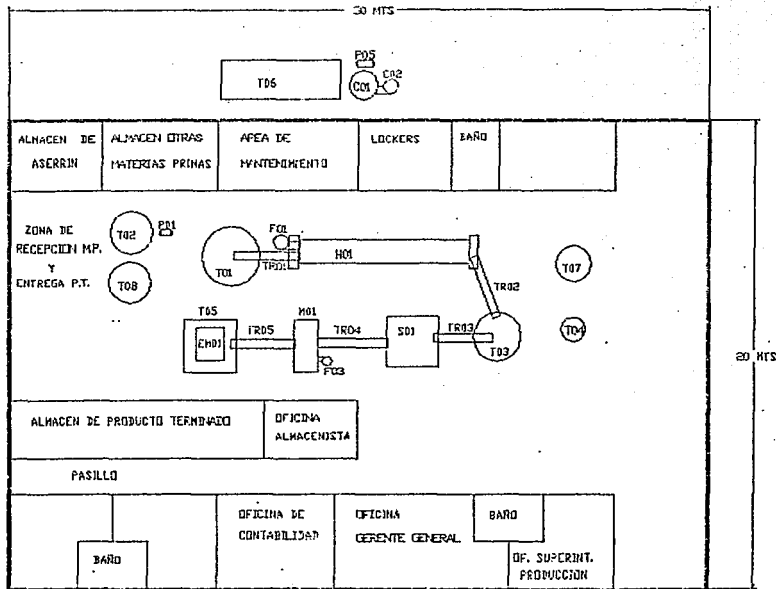 30 MTS
P05
T06
C01
C02
ALMACEN DE
ASERRIN
ALMACEN OTRAS
MATERIAS PRIMAS
AREA DE
MANTENIMIENTO
LOCKERS
BAÑO
ZONA DE
RECEPCION M.P.
Y
ENTREGA P.T.
T02
P01
T08
F01
T01
TR01
H01
TR02
T07
T04
T05
EM01
TR05
M01
TR04
F03
S01
TR03
T03
20 MTS
ALMACEN DE PRODUCTO TERMINADO
OFICINA
ALMACENISTA
PASILLO
BAÑO
OFICINA DE
CONTABILIDAD
OFICINA
GERENTE GENERAL
BAÑO
OF. SUPERINT.
PRODUCCION